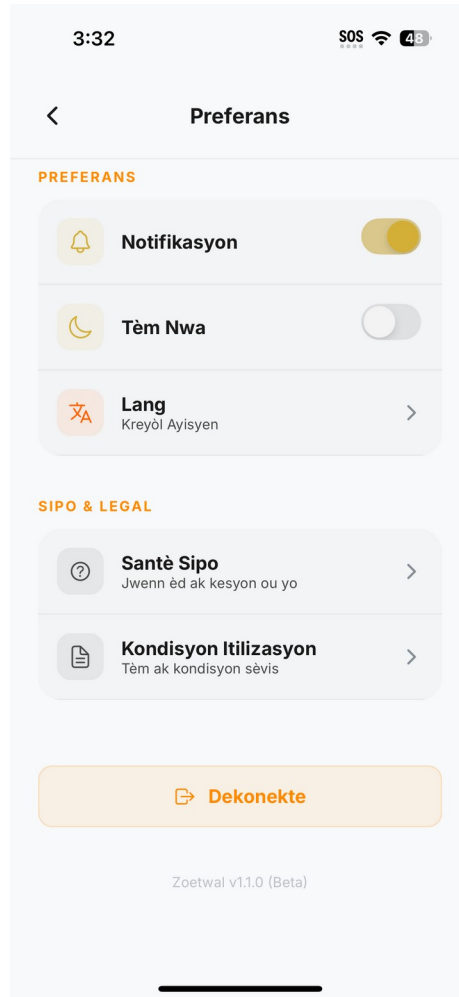 3:32
SOS
48
Preferans
PREFERANS
Notifikasyon
Tèm Nwa
Lang
Kreyòl Ayisyen
SIPO & LEGAL
Santè Sipo
Jwenn èd ak kesyon ou yo
Kondisyon Itilizasyon
Tèm ak kondisyon sèvis
Dekonekte
Zoetwal v1.1.0 (Beta)